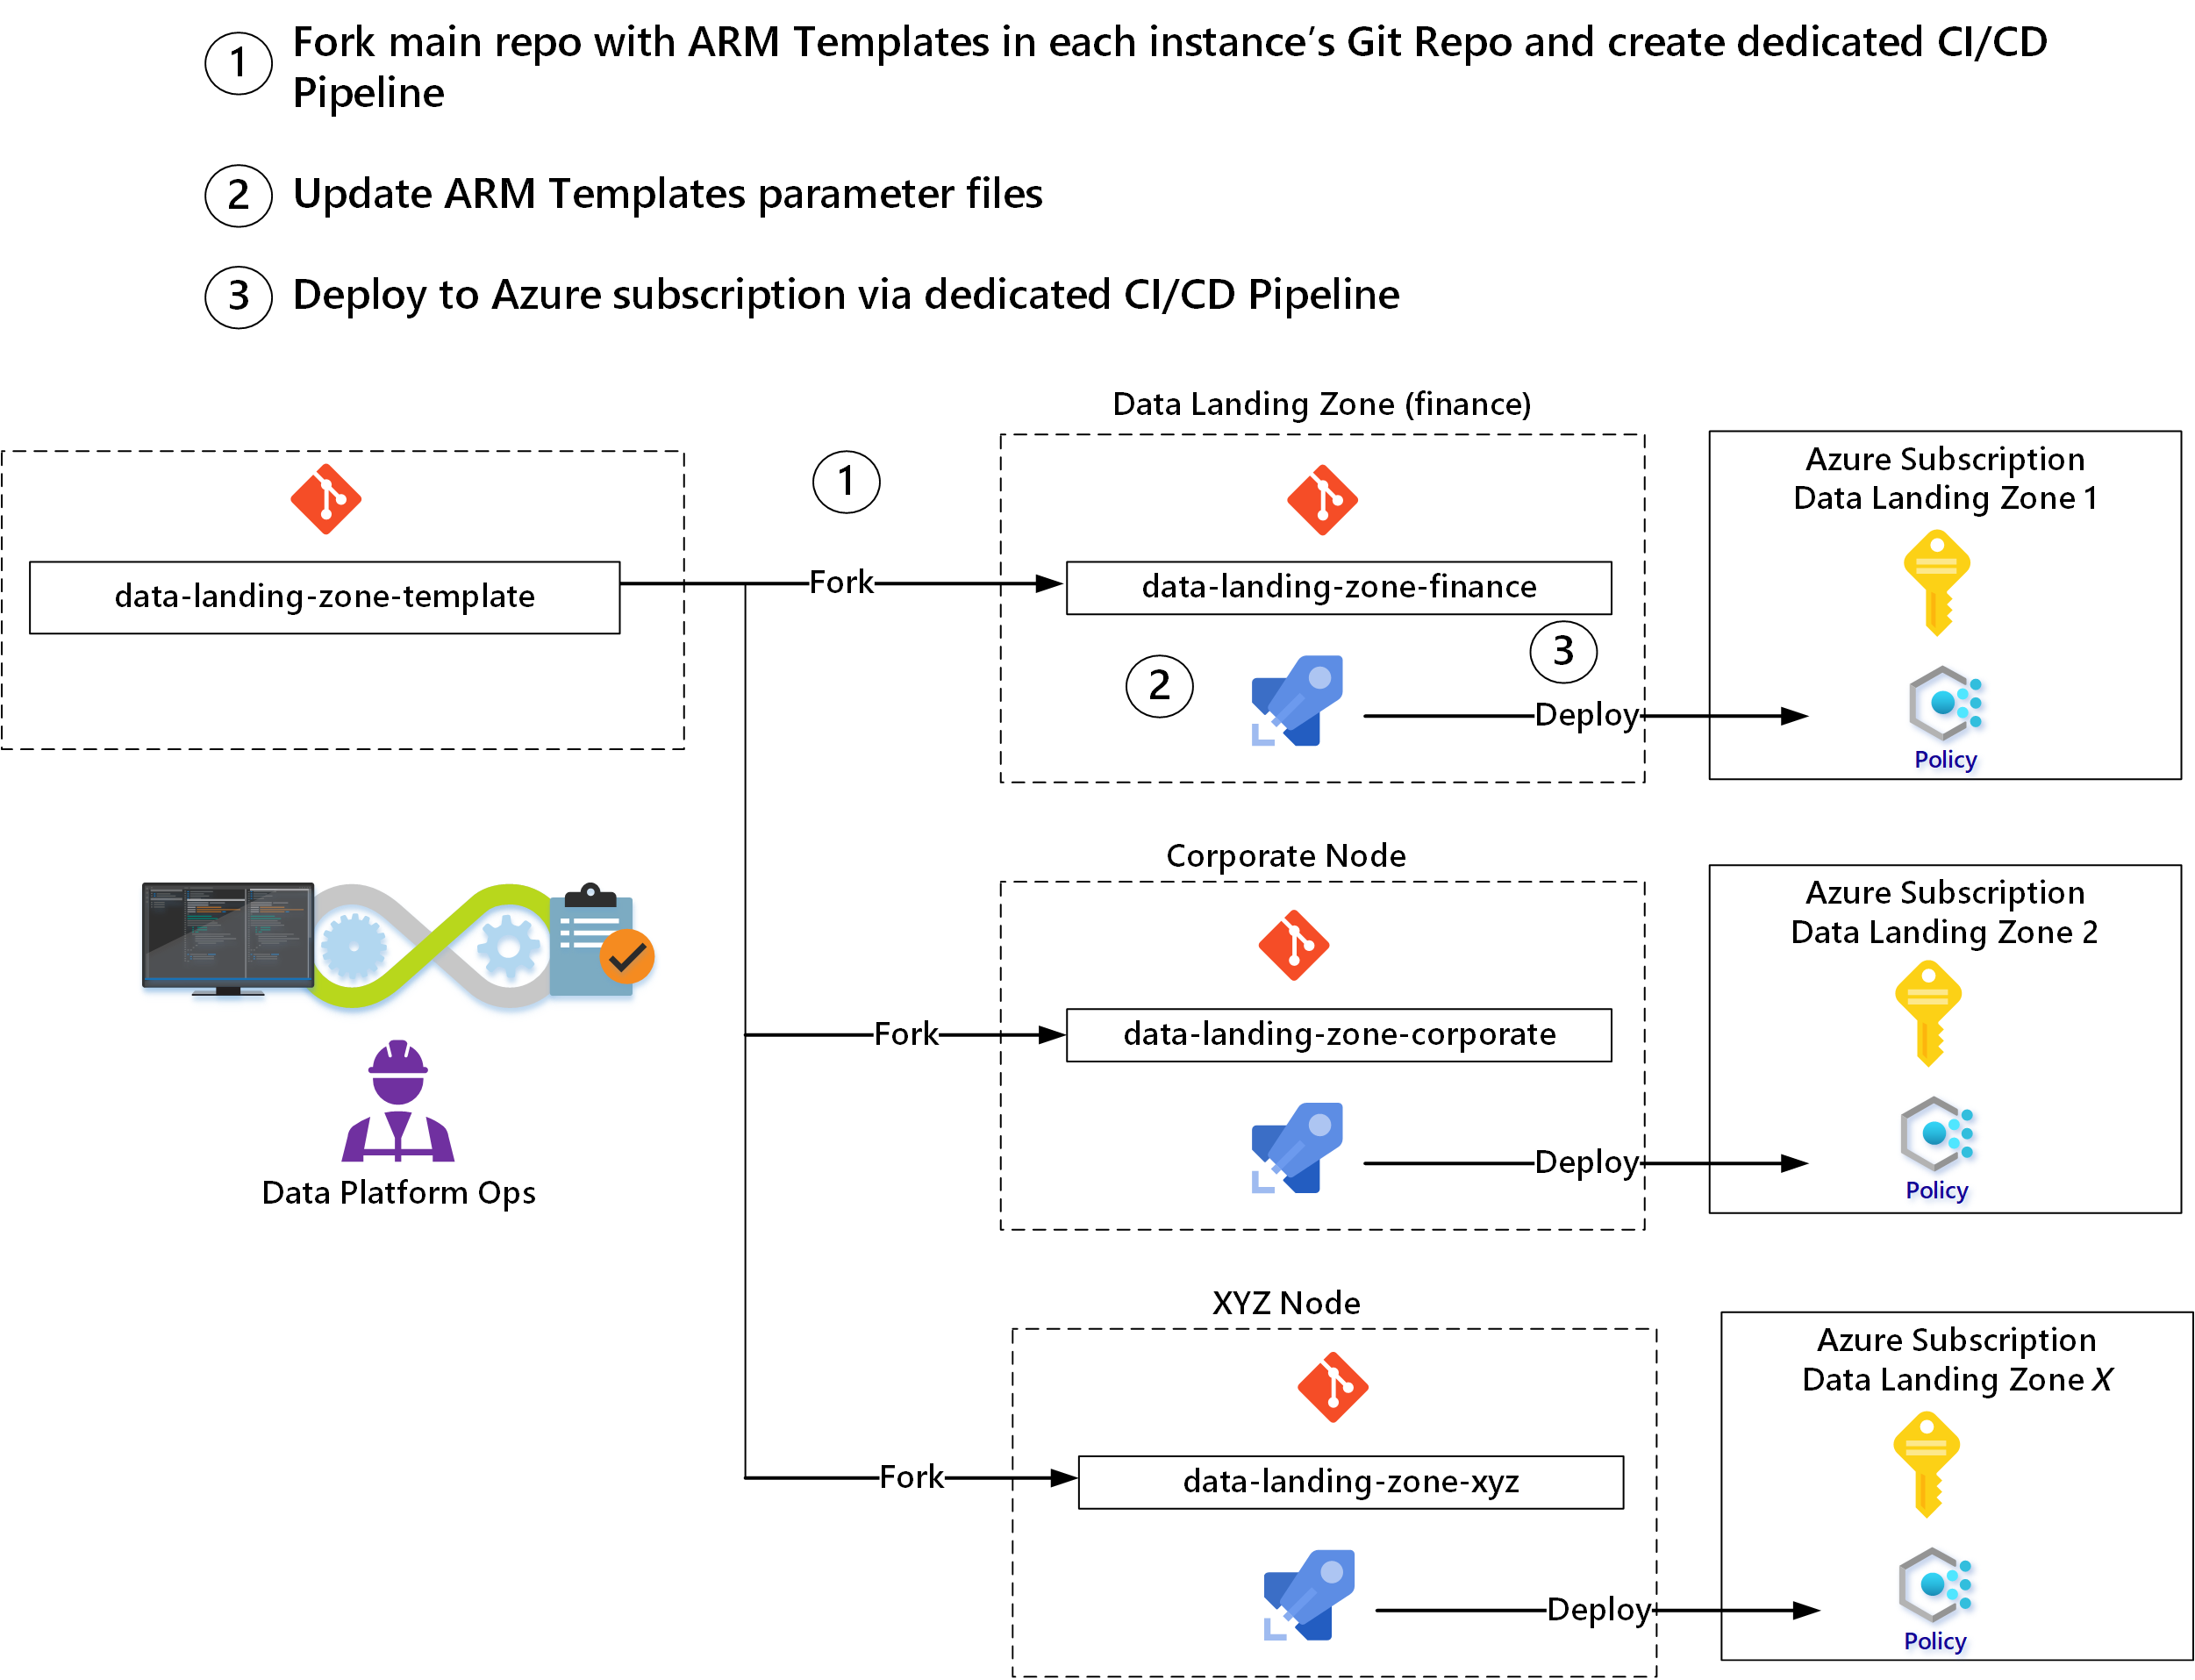 1 Fork main repo with ARM Templates in each instance’s Git Repo and create dedicated CI/CD
Pipeline
2 Update ARM Templates parameter files
3 Deploy to Azure subscription via dedicated CI/CD Pipeline
data-landing-zone-template
1
Fork
Data Landing Zone (finance)
data-landing-zone-finance
2
3
Deploy
Azure Subscription
Data Landing Zone 1
Policy
Data Platform Ops
Fork
Corporate Node
data-landing-zone-corporate
Deploy
Azure Subscription
Data Landing Zone 2
Policy
Fork
XYZ Node
data-landing-zone-xyz
Deploy
Azure Subscription
Data Landing Zone X
Policy